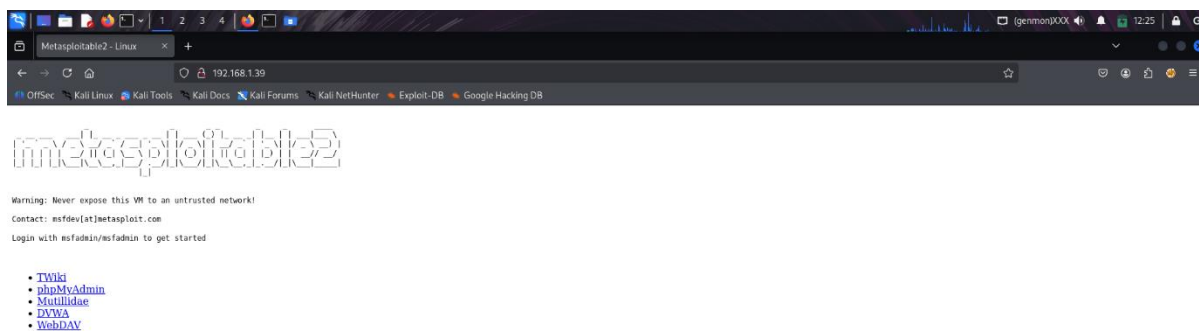 1 2 3 4
(genmon)XXX
12:25
Metasploitable2 - Linux
192.168.1.39
OffSec Kali Linux Kali Tools Kali Docs Kali Forums Kali NetHunter Exploit-DB Google Hacking DB
metasploitable2
Warning: Never expose this VM to an untrusted network!
Contact: msfdev[at]metasploit.com
Login with msfadmin/msfadmin to get started
TWiki
phpMyAdmin
Mutillidae
DVWA
WebDAV